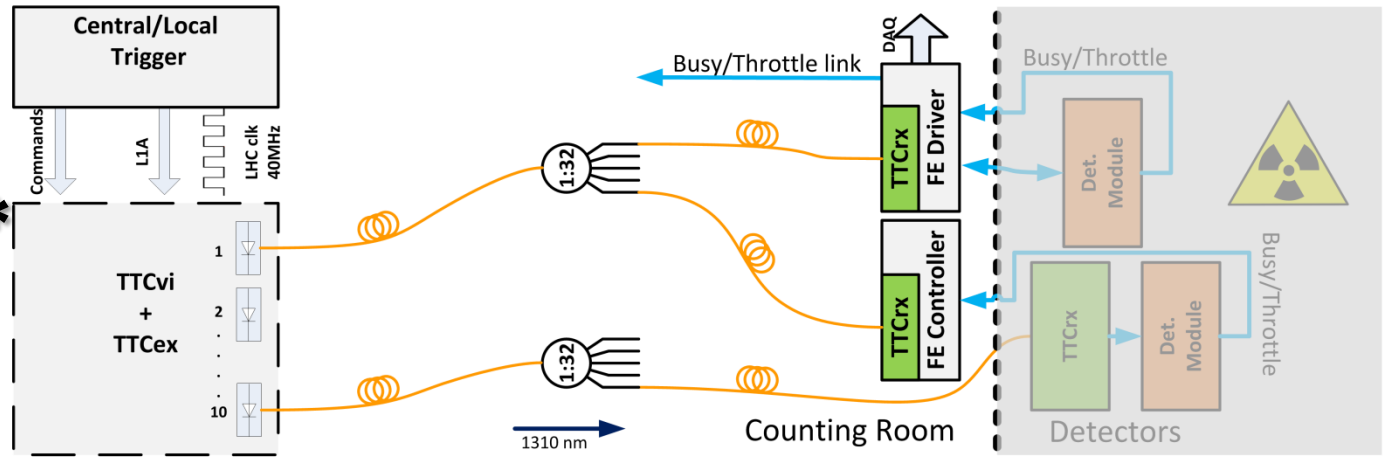 Central/Local
Trigger
Commands
L1A
LHC clk
40MHz
*
TTCvi
+
TTCex
1
2
.
.
.
.
10
1:32
1:32
1310 nm
Busy/Throttle link
DAQ
TTCrx
FE Driver
TTCrx
FE Controller
Counting Room
Busy/Throttle
Det.
Module
Busy/Throttle
TTCrx
Det.
Module
Detectors